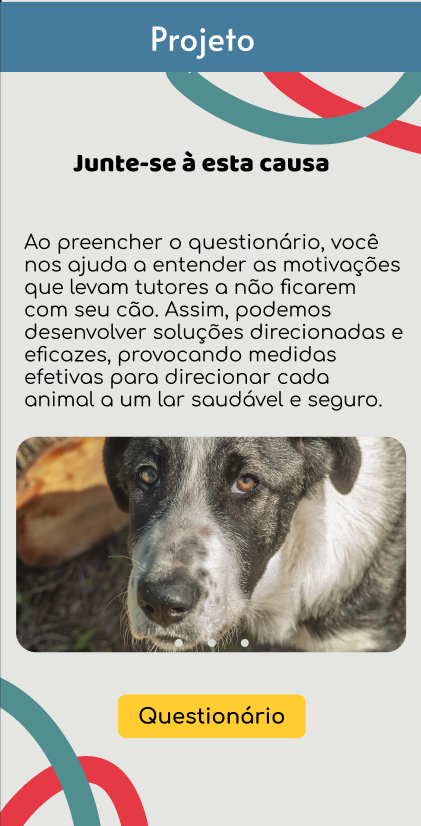 Projeto
Junte-se à esta causa
Ao preencher o questionário, você
nos ajuda a entender as motivações
que levam tutores a não ficarem
com seu cão. Assim, podemos
desenvolver soluções direcionadas e
eficazes, provocando medidas
efetivas para direcionar cada
animal a um lar saudável e seguro.
Questionário